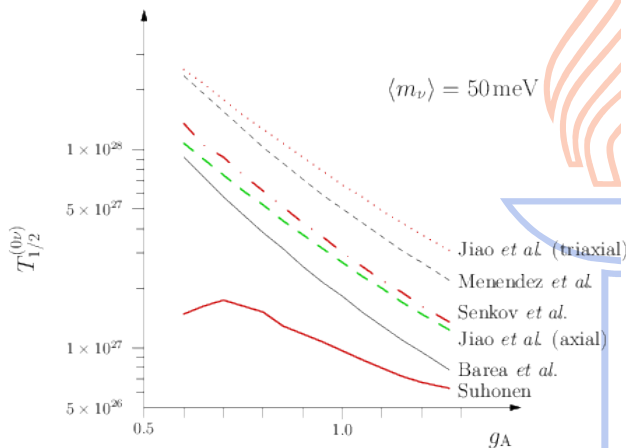 ⟨m_ν⟩ = 50 meV
1 × 10^28
5 × 10^27
T_{1/2}^{(0ν)}
Jiao et al. (triaxial)
Menendez et al.
Senkov et al.
Jiao et al. (axial)
1 × 10^27
Barea et al.
Suhonen
5 × 10^26
0.5
1.0
g_A